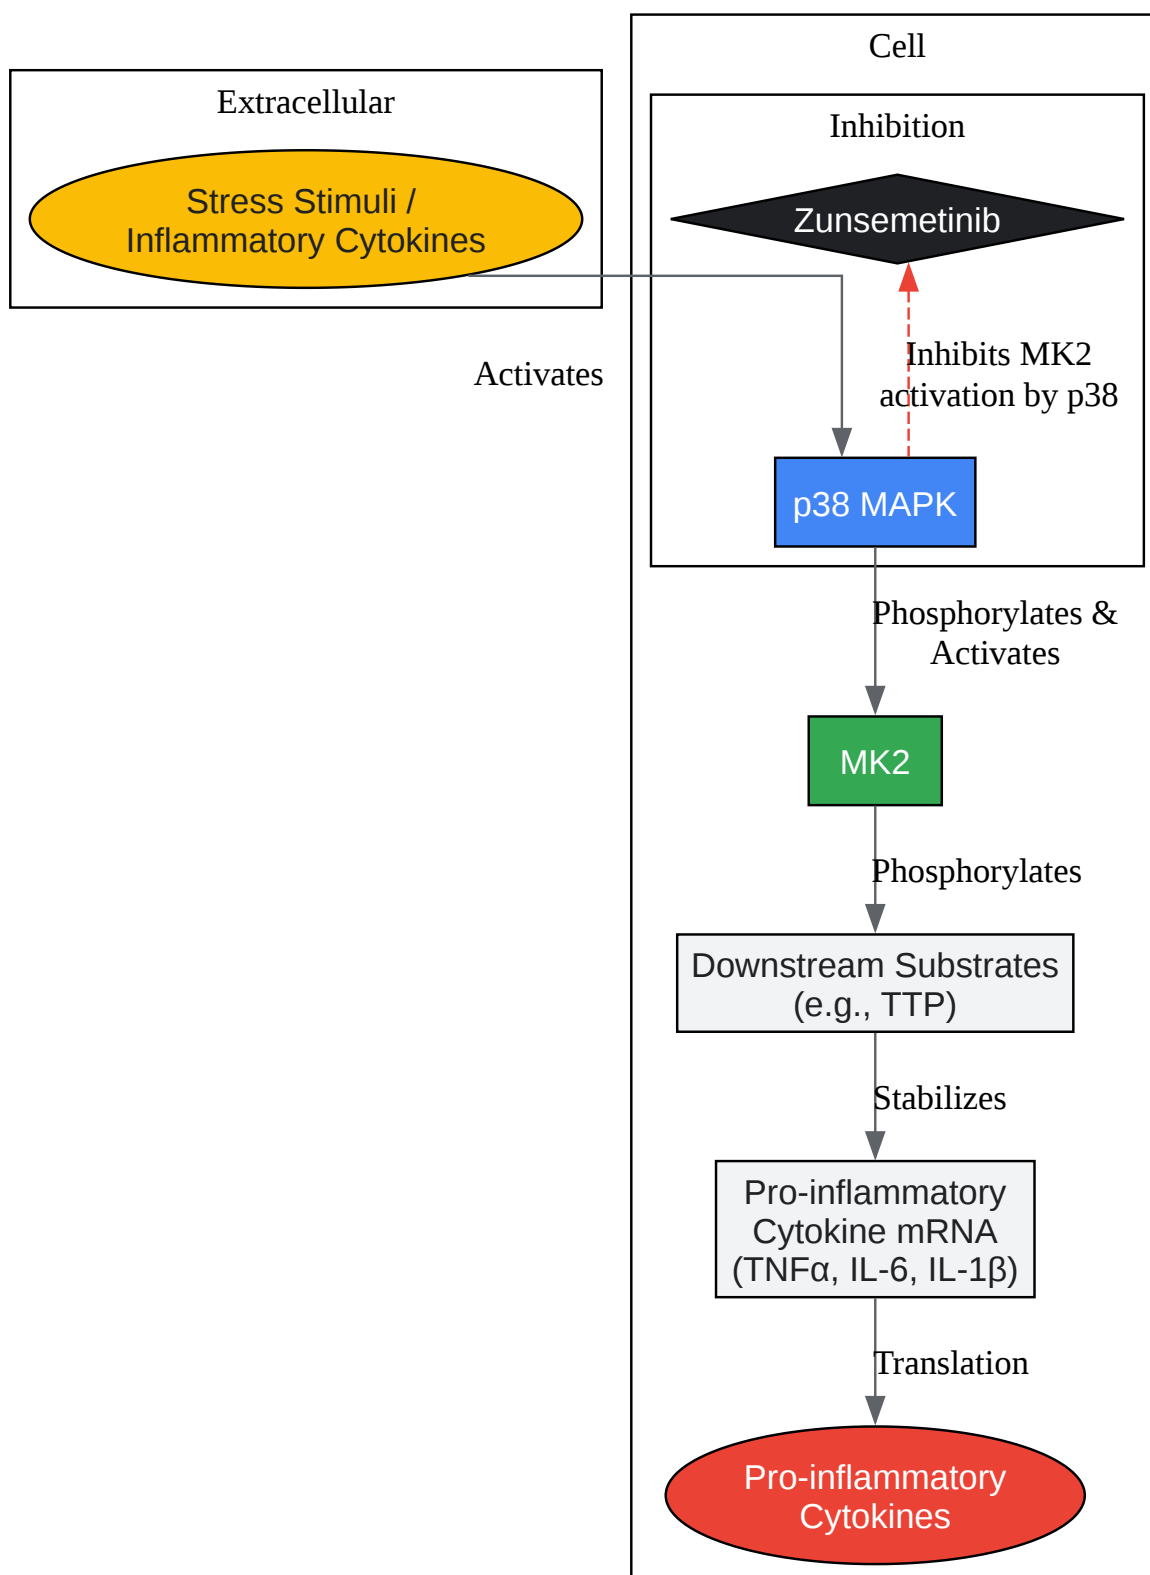 Cell
Extracellular
Inhibition
Stress Stimuli /
Inflammatory Cytokines
Zunsemetinib
Activates
Inhibits MK2
activation by p38
p38 MAPK
Phosphorylates &
Activates
MK2
Phosphorylates
Downstream Substrates
(e.g., TTP)
Stabilizes
Pro-inflammatory
Cytokine mRNA
(TNFα, IL-6, IL-1β)
Translation
Pro-inflammatory
Cytokines